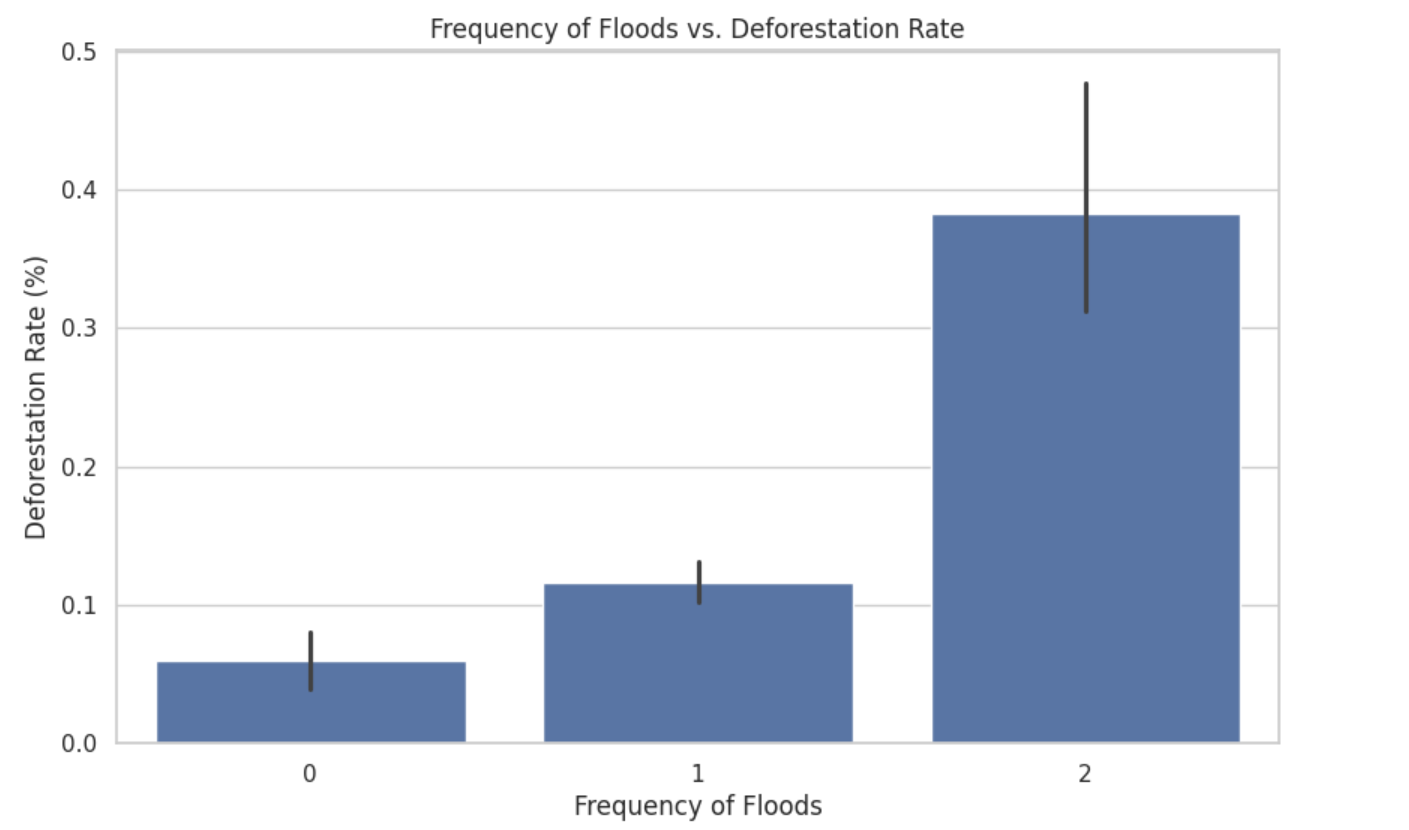 Frequency of Floods vs. Deforestation Rate
0.5
0.4
0.3
0.2
0.1
0.0
Deforestation Rate (%)
0 1 2
Frequency of Floods